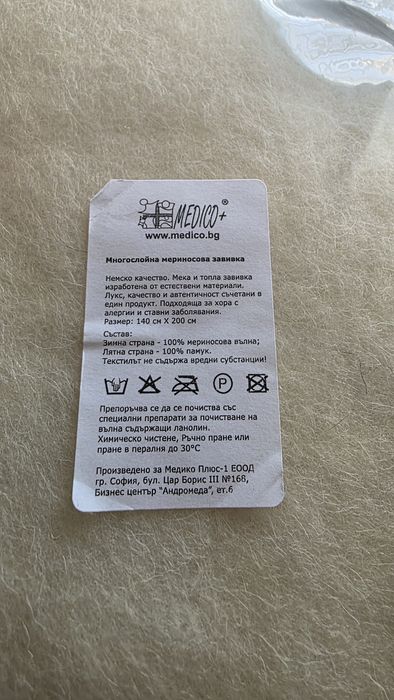 MEDICO+®
www.medico.bg
Многослойна мериносова завивка
Немско качество. Мека и топла завивка
изработена от естествени материали.
Лукс, качество и автентичност съчетани в
един продукт. Подходяща за хора с
алергии и ставни заболявания.
Размер: 140 см X 200 см
Състав:
Зимна страна - 100% мериносова вълна;
Лятна страна - 100% памук.
Текстилът не съдържа вредни субстанции!
P
Препоръчва се да се почиства със
специални препарати за почистване на
вълна съдържащи ланолин.
Химическо чистене, Ръчно пране или
пране в пералня до 30°C
Произведено за Медико Плюс-1 ЕООД
гр. София, бул. Цар Борис III №168,
Бизнес център "Андромеда", ет.6